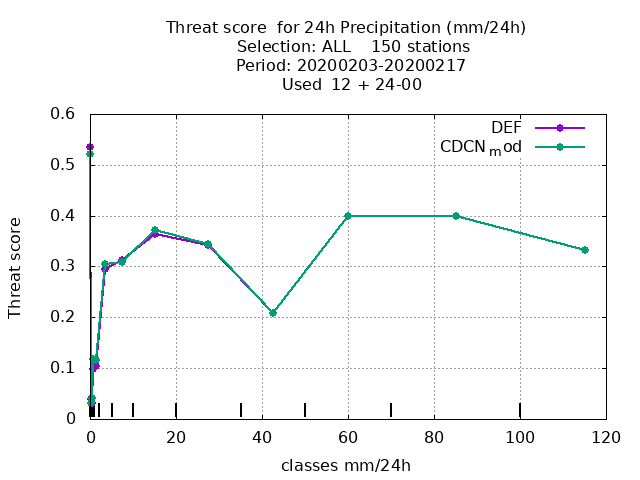 Threat score  for 24h Precipitation (mm/24h)
Selection: ALL    150 stations
Period: 20200203-20200217
Used  12 + 24-00
DEF
CDCN_mod
Threat score
0.6
0.5
0.4
0.3
0.2
0.1
0
0 20 40 60 80 100 120
classes mm/24h